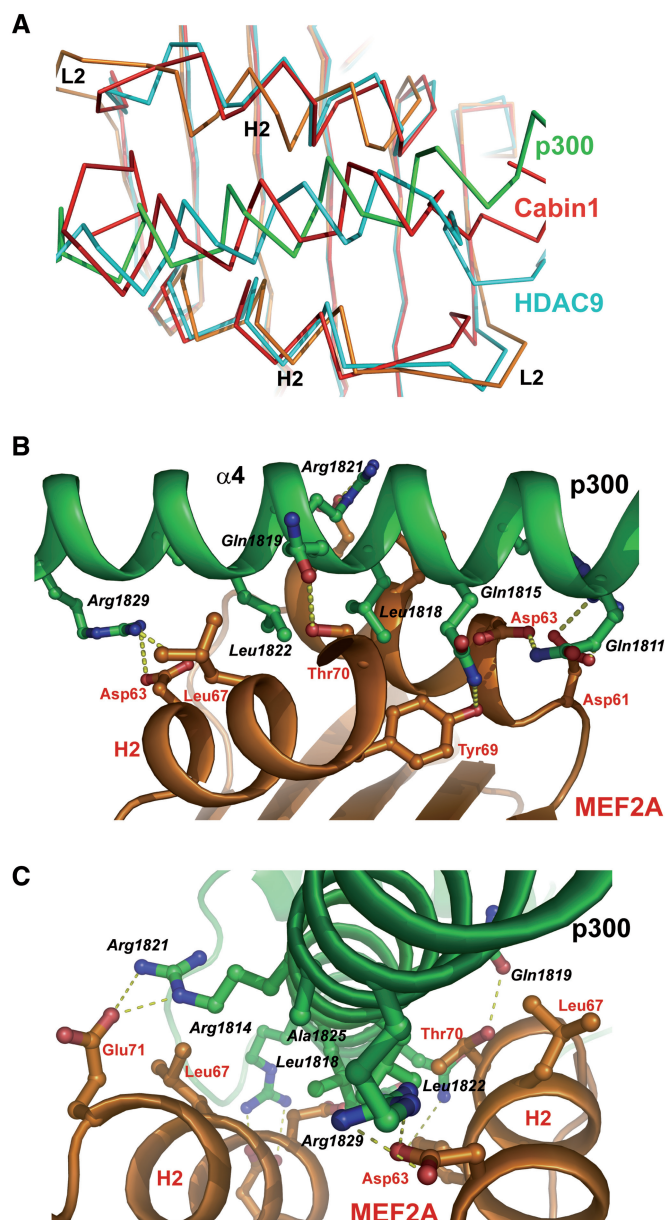 A
L2
H2
p300
Cabin1
HDAC9
H2
L2
B
α4
Arg1821
p300
Gln1819
Arg1829
Gln1815
Leu1818
Asp63
Leu1822
Gln1811
Asp63
Leu67
Thr70
Asp61
H2
Tyr69
MEF2A
C
p300
Arg1821
Gln1819
Leu67
Arg1814
Glu71
Ala1825
Thr70
Leu67
Leu1818
Leu1822
H2
Arg1829
H2
Asp63
MEF2A